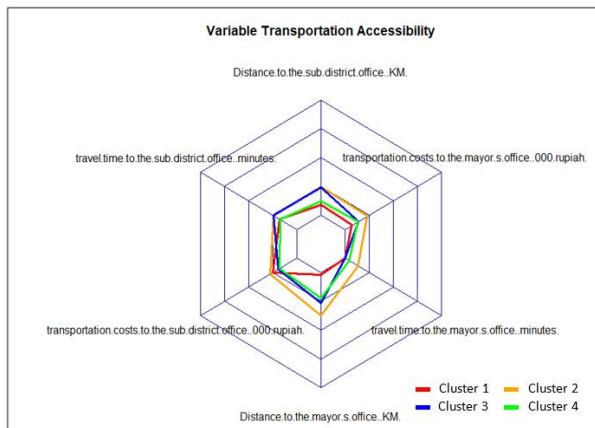 Variable Transportation Accessibility
Distance.to.the.sub.district.office..KM.
travel.time.to.the.sub.district.office..minutes.
transportation.costs.to.the.mayor.s.office..000.rupiah.
transportation.costs.to.the.sub.district.office..000.rupiah.
travel.time.to.the.mayor.s.office..minutes.
Distance.to.the.mayor.s.office..KM.
Cluster 1 Cluster 2
Cluster 3 Cluster 4